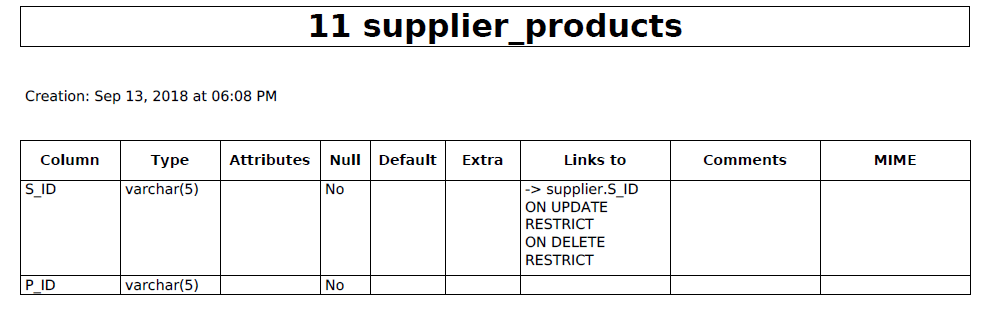 11 supplier_products
Creation: Sep 13, 2018 at 06:08 PM
Column Type Attributes Null Default Extra Links to Comments MIME
S_ID varchar(5) No -> supplier.S_ID
ON UPDATE
RESTRICT
ON DELETE
RESTRICT
P_ID varchar(5) No